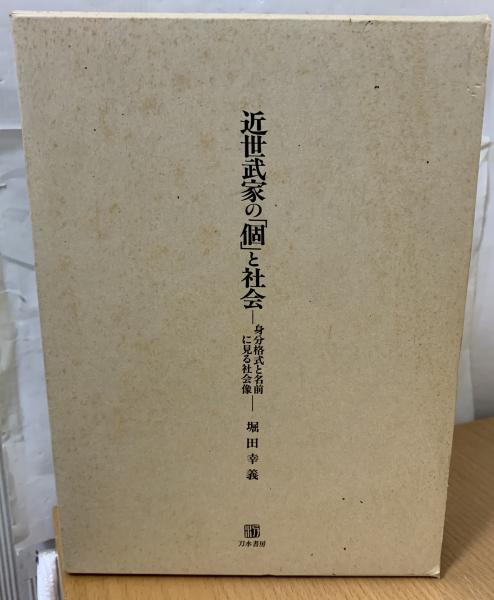 近世武家の「個」と社会
―身分格式と名前
に見る社会像―
堀田幸義
刀水書房